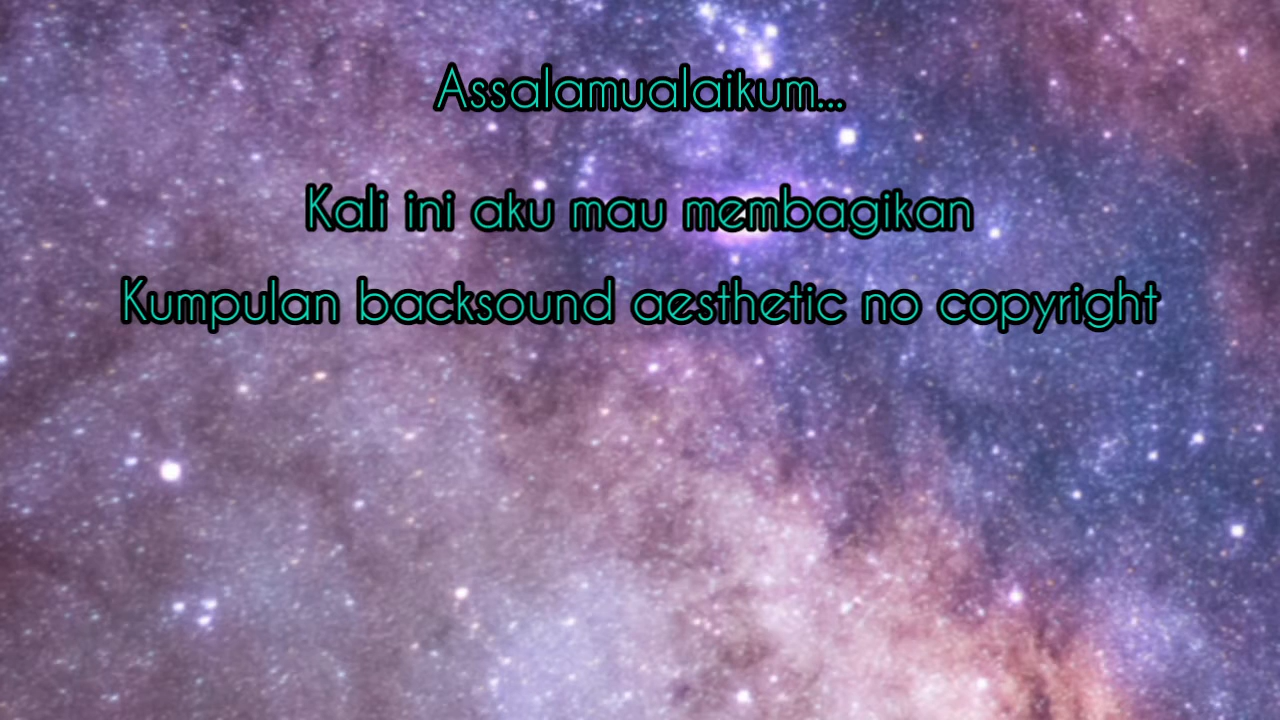 Assalamualaikum...
Kali ini aku mau membagikan
Kumpulan backsound aesthetic no copyright